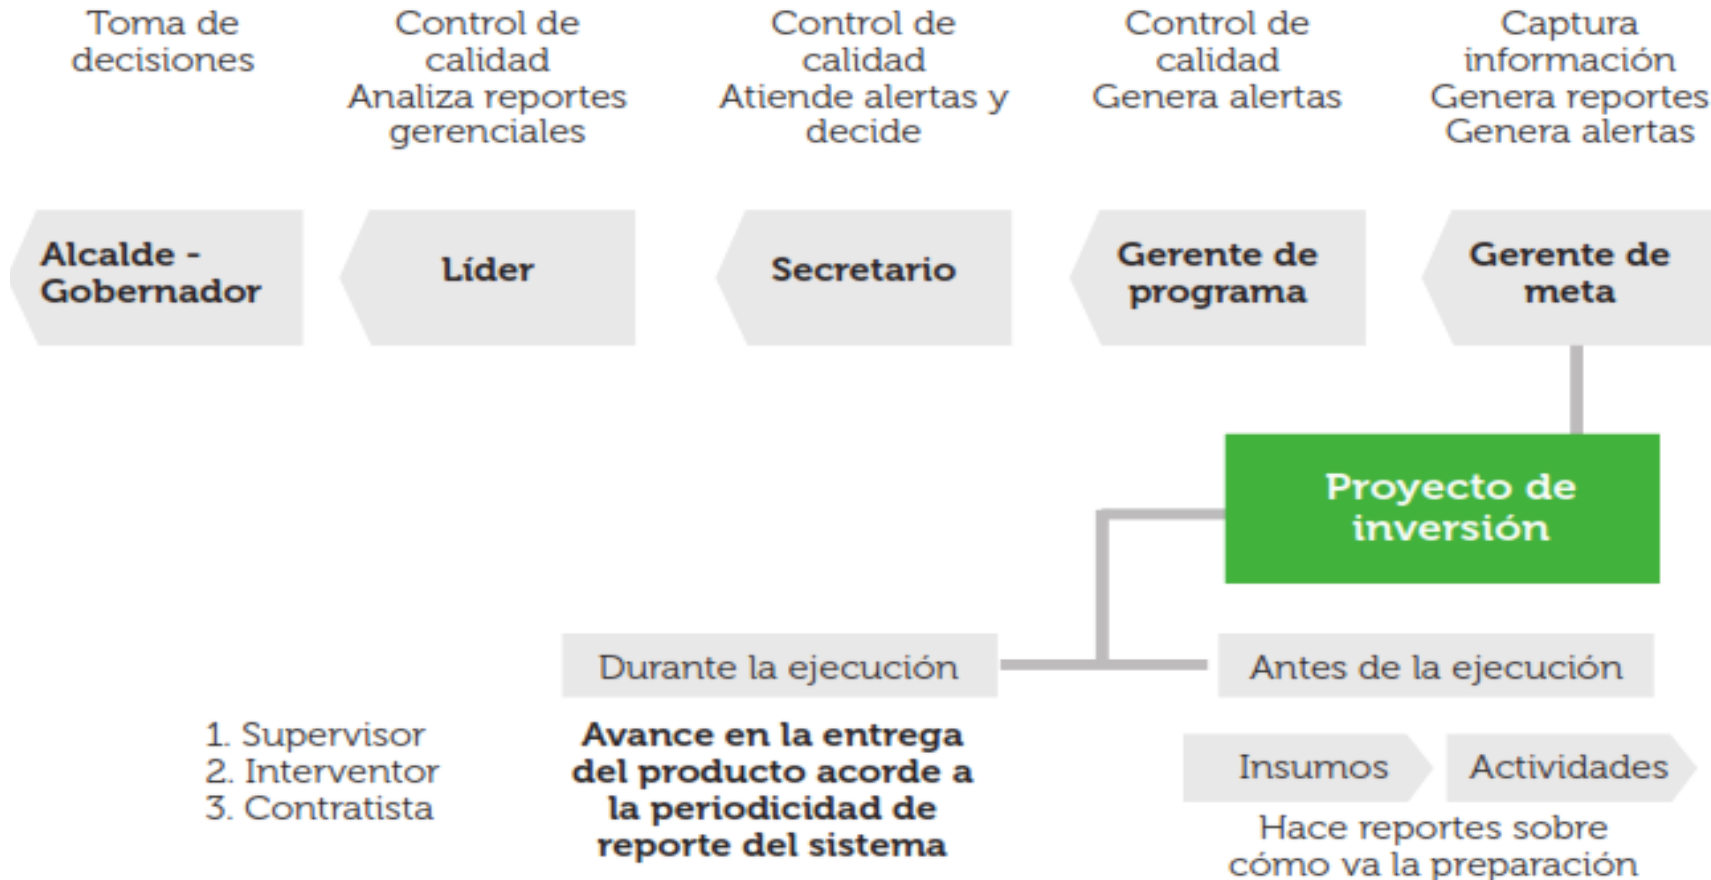 Toma de
decisiones
Control de
calidad
Analiza reportes
gerenciales
Control de
calidad
Atiende alertas y
decide
Control de
calidad
Genera alertas
Captura
información
Genera reportes
Genera alertas
Alcalde -
Gobernador
Líder
Secretario
Gerente de
programa
Gerente de
meta
Proyecto de
inversión
Durante la ejecución
Antes de la ejecución
1. Supervisor
2. Interventor
3. Contratista
Avance en la entrega
del producto acorde a
la periodicidad de
reporte del sistema
Insumos
Actividades
Hace reportes sobre
cómo va la preparación